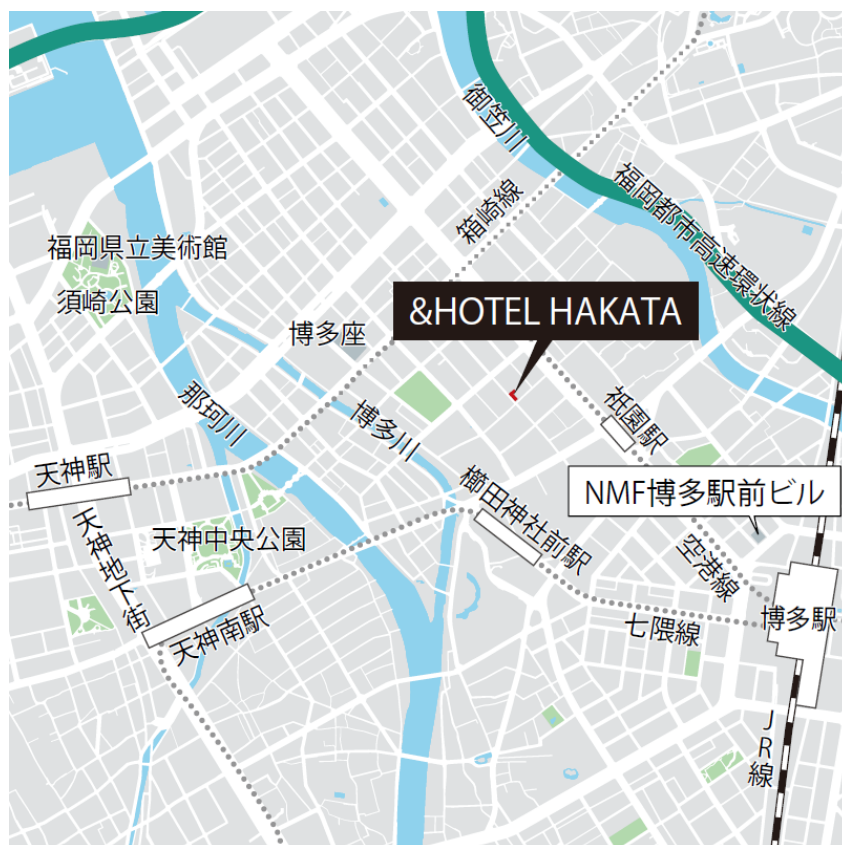 御笠川
福岡都市高速環状線
箱崎線
福岡県立美術館
須崎公園
&HOTEL HAKATA
博多座
那珂川
博多川
祇園駅
天神駅
NMF博多駅前ビル
櫛田神社前駅
天神地下街
天神中央公園
空港線
博多駅
天神南駅
七隈線
JR線